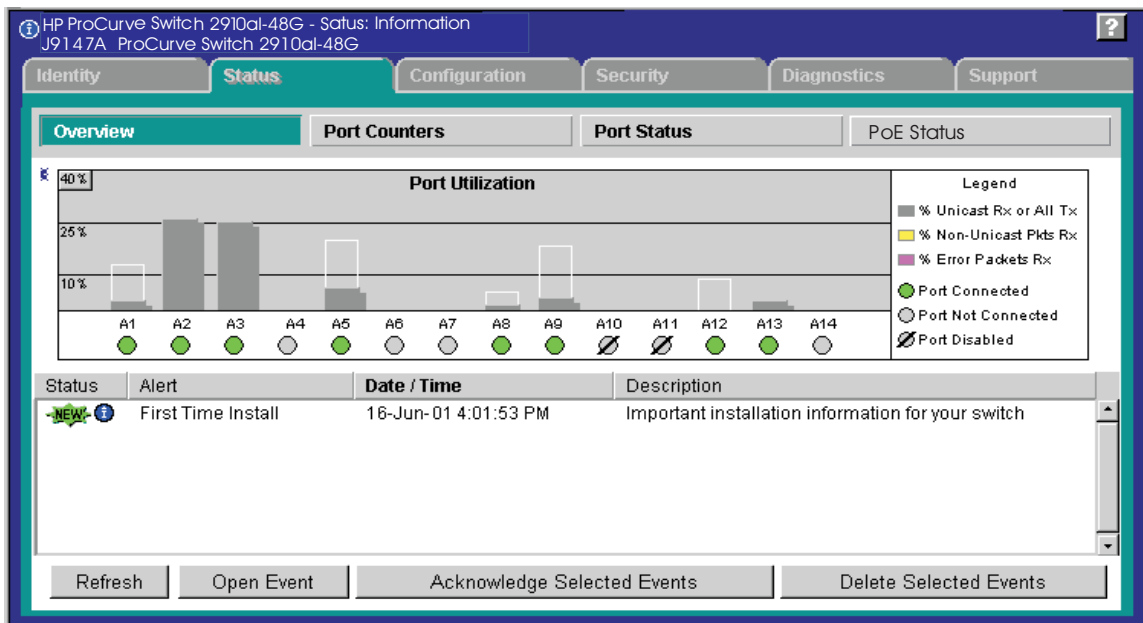 HP ProCurve Switch 2910al-48G - Satus: Information
J9147A ProCurve Switch 2910al-48G
?
Identity Status Configuration Security Diagnostics Support
Overview Port Counters Port Status PoE Status
40 % Port Utilization
25 %
10 %
A1 A2 A3 A4 A5 A6 A7 A8 A9 A10 A11 A12 A13 A14
Legend
% Unicast Rx or All Tx
% Non-Unicast Pkts Rx
% Error Packets Rx
Port Connected
Port Not Connected
Port Disabled
Status Alert Date / Time Description
NEW! First Time Install 16-Jun-01 4:01:53 PM Important installation information for your switch
Refresh Open Event Acknowledge Selected Events Delete Selected Events